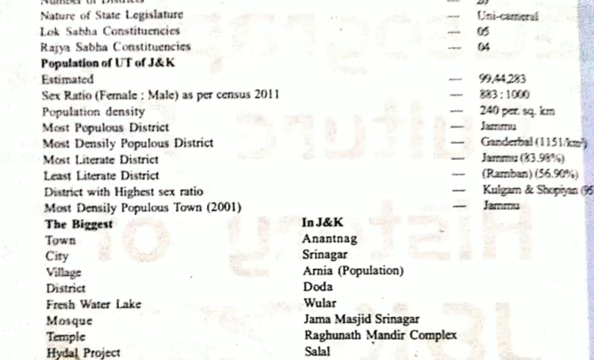 Number of Districts — 20
Nature of State Legislature — Uni-cameral
Lok Sabha Constituencies — 05
Rajya Sabha Constituencies — 04
Population of UT of J&K
Estimated — 99,44,283
Sex Ratio (Female : Male) as per census 2011 — 883 : 1000
Population density — 240 per. sq. km
Most Populous District — Jammu
Most Densily Populous District — Ganderbal (1151/km²)
Most Literate District — Jammu (83.98%)
Least Literate District — (Ramban) (56.90%)
District with Highest sex ratio — Kulgam & Shopiyan (95
Most Densily Populous Town (2001) — Jammu
The Biggest In J&K
Town Anantnag
City Srinagar
Village Arnia (Population)
District Doda
Fresh Water Lake Wular
Mosque Jama Masjid Srinagar
Temple Raghunath Mandir Complex
Hydal Project Salal